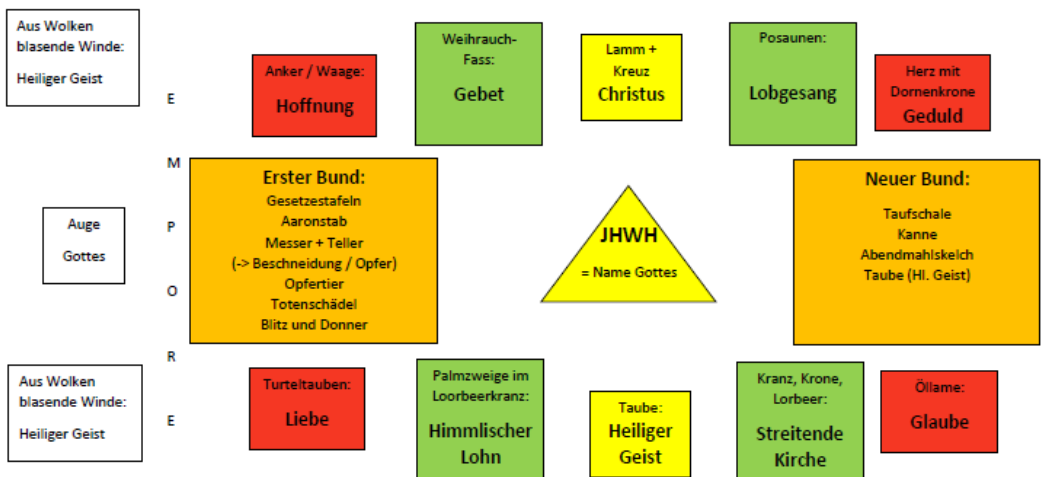 Aus Wolken
blasende Winde:
Heiliger Geist
Anker / Waage:
Hoffnung
Weihrauch-
Fass:
Gebet
Lamm +
Kreuz
Christus
Posaunen:
Lobgesang
Herz mit
Dornenkrone
Geduld
E
M
P
O
R
E
Auge
Gottes
Erster Bund:
Gesetzestafeln
Aaronstab
Messer + Teller
(-> Beschneidung / Opfer)
Opfertier
Totenschädel
Blitz und Donner
JHWH
= Name Gottes
Neuer Bund:
Taufschale
Kanne
Abendmahlskelch
Taube (Hl. Geist)
Aus Wolken
blasende Winde:
Heiliger Geist
Turteltauben:
Liebe
Palmzweige im
Loorbeerkranz:
Himmlischer
Lohn
Taube:
Heiliger
Geist
Kranz, Krone,
Lorbeer:
Streitende
Kirche
Öllame:
Glaube